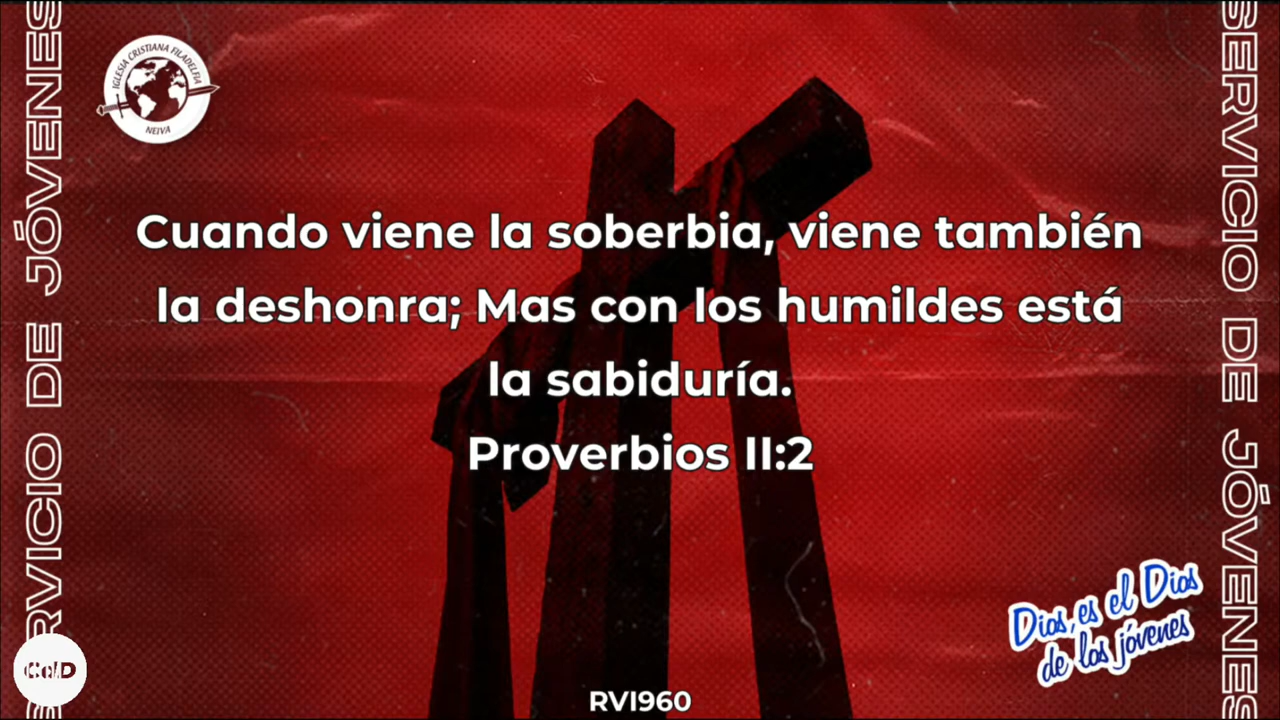 IGLESIA CRISTIANA FILADELFIA
NEIVA
SERVICIO DE JÓVENES
SERVICIO DE JÓVENES
Cuando viene la soberbia, viene también
la deshonra; Mas con los humildes está
la sabiduría.
Proverbios II:2
Dios, es el Dios
de los jóvenes
RVI960